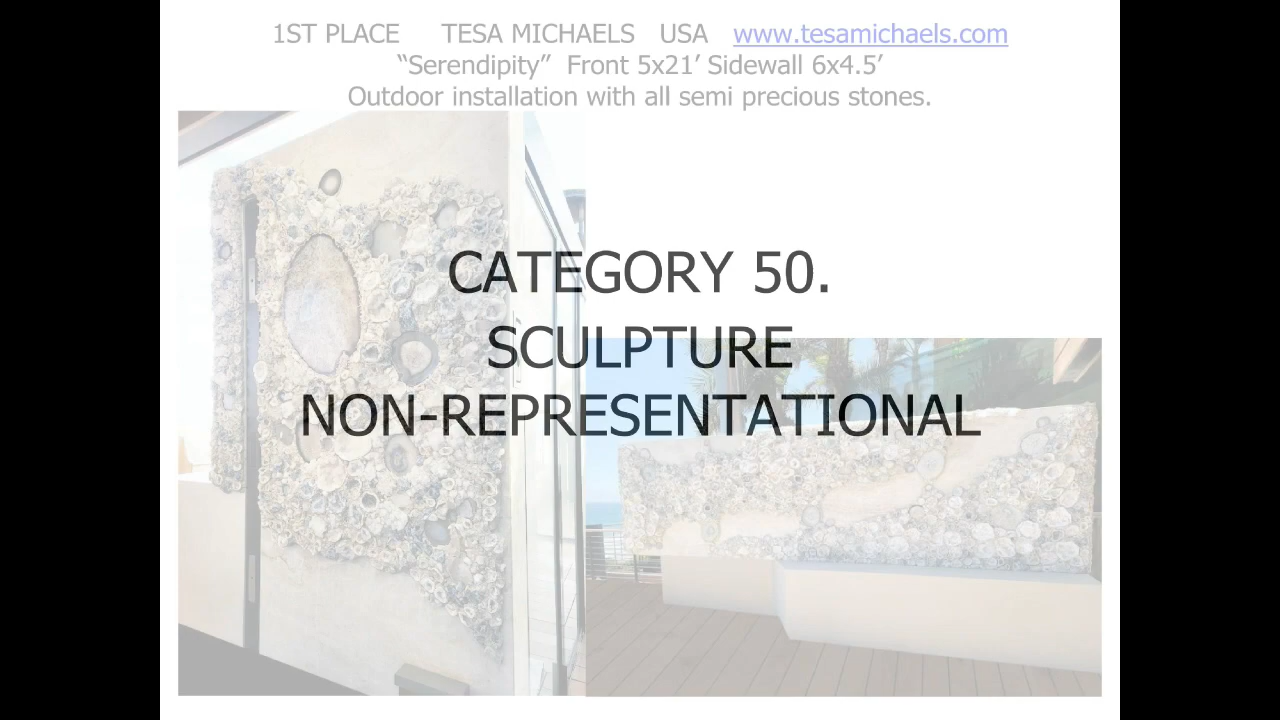 1ST PLACE TESA MICHAELS USA www.tesamichaels.com
“Serendipity” Front 5x21’ Sidewall 6x4.5’
Outdoor installation with all semi precious stones.
CATEGORY 50.
SCULPTURE
NON-REPRESENTATIONAL